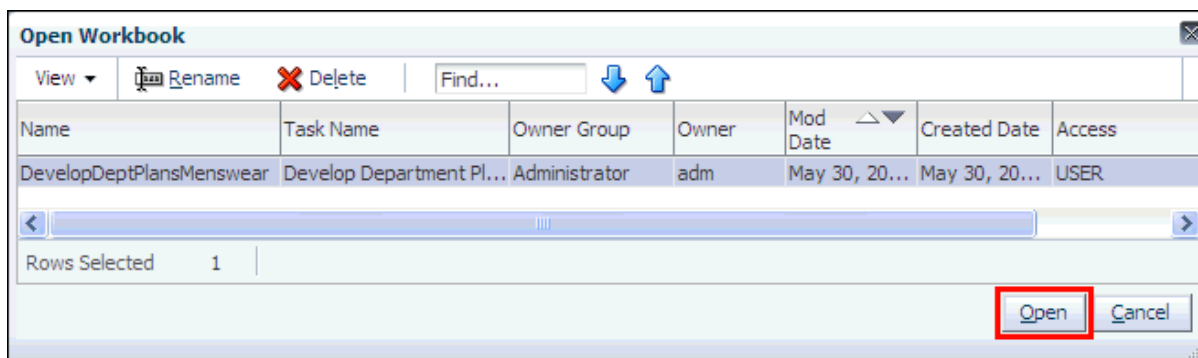 Open Workbook
View Rename Delete Find...
Name Task Name Owner Group Owner Mod Date Created Date Access
DevelopDeptPlansMenswear Develop Department Pl... Administrator adm May 30, 20... May 30, 20... USER
Rows Selected 1
Open Cancel